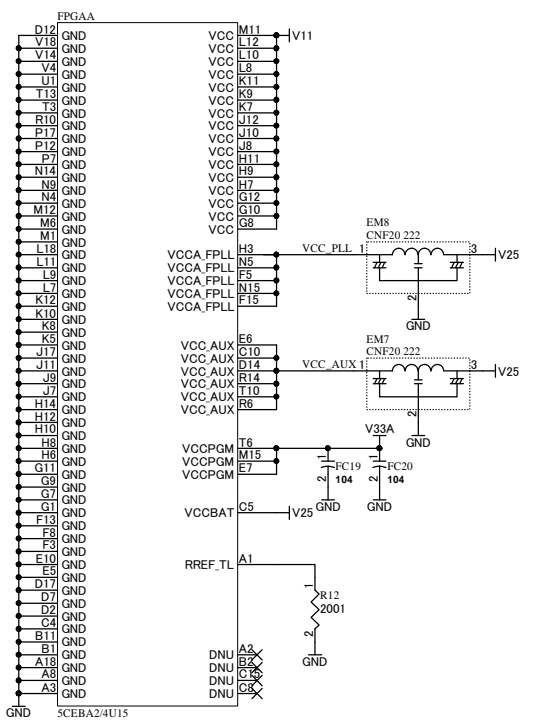 FPGAA
D12 GND VCC M11 V11
V18 GND VCC L12
V14 GND VCC L10
V4 GND VCC L8
U1 GND VCC K11
T13 GND VCC K9
T3 GND VCC K7
R10 GND VCC J12
P17 GND VCC J10
P12 GND VCC J8
P7 GND VCC H11
N14 GND VCC H9
N9 GND VCC H7
N4 GND VCC G12
M12 GND VCC G10
M6 GND VCC G8
M1 GND
L18 GND VCCA_FPLL H3
L11 GND VCCA_FPLL N5
L9 GND VCCA_FPLL F5
L7 GND VCCA_FPLL N15
K12 GND VCCA_FPLL F15
K10 GND
K8 GND
K5 GND VCC_AUX E6
J17 GND VCC_AUX C10
J11 GND VCC_AUX D14
J9 GND VCC_AUX R14
J7 GND VCC_AUX T10
H14 GND VCC_AUX R6
H12 GND
H10 GND
H8 GND VCCPGM T6
H6 GND VCCPGM M15
G11 GND VCCPGM E7
G9 GND
G7 GND
G1 GND VCCBAT C5 V25
F13 GND
F8 GND
F3 GND
E10 GND RREF_TL A1
E5 GND
D17 GND
D7 GND
D2 GND
C4 GND
B11 GND
B1 GND DNU A2
A18 GND DNU B2
A8 GND DNU C15
A3 GND DNU C8
GND
5CEBA2/4U15
EM8
CNF20 222
VCC_PLL 1 3 V25
2
GND
EM7
CNF20 222
VCC_AUX 1 3 V25
2
GND
V33A
1 FC19 1 FC20
2 104 2 104
GND GND
1
R12
2001
2
GND